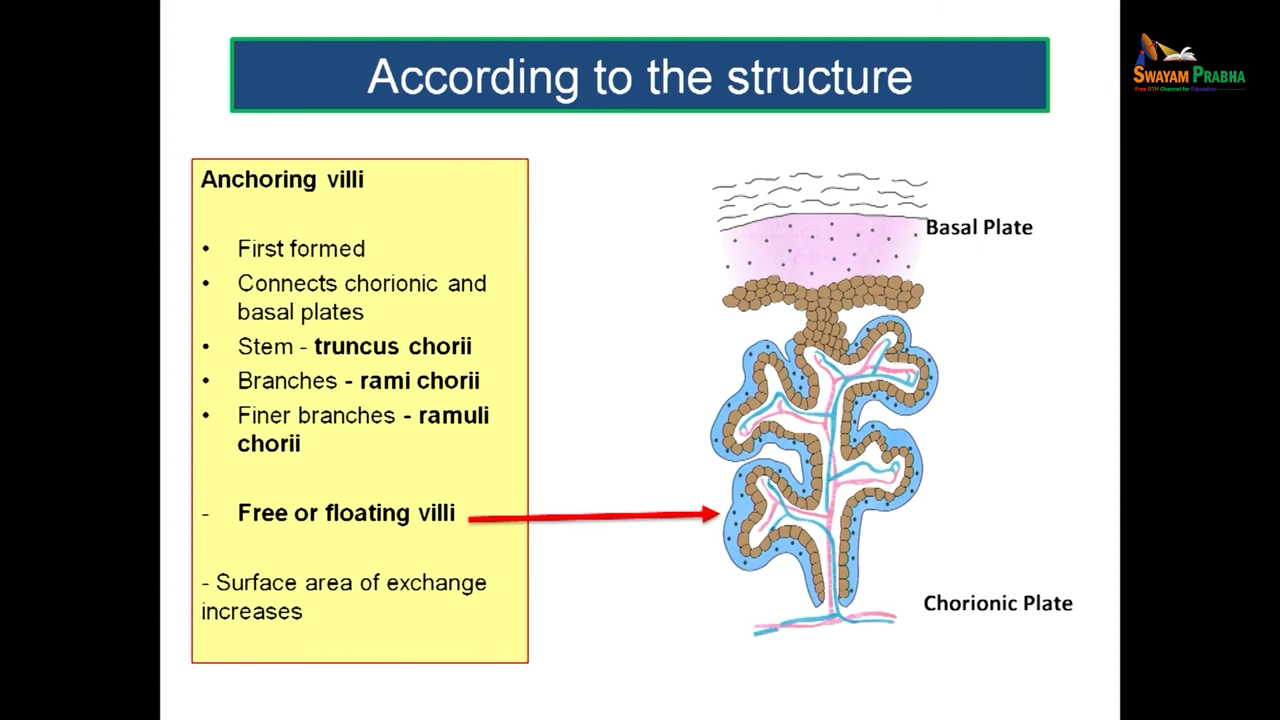 According to the structure
SWAYAM PRABHA
Free DTH Channel for Education
Anchoring villi
• First formed
• Connects chorionic and
basal plates
• Stem - truncus chorii
• Branches - rami chorii
• Finer branches - ramuli
chorii
- Free or floating villi
- Surface area of exchange
increases
Basal Plate
Chorionic Plate